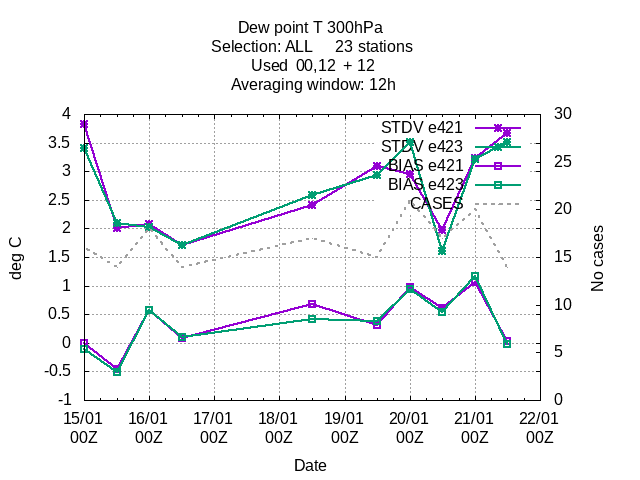 Dew point T 300hPa
Selection: ALL 23 stations
Used 00,12 + 12
Averaging window: 12h
4
3.5
3
2.5
2
1.5
1
0.5
0
-0.5
-1
deg C
30
25
20
15
10
5
0
No cases
STDV e421
STDV e423
BIAS e421
BIAS e423
CASES
15/01 16/01 17/01 18/01 19/01 20/01 21/01 22/01
00Z 00Z 00Z 00Z 00Z 00Z 00Z 00Z
Date